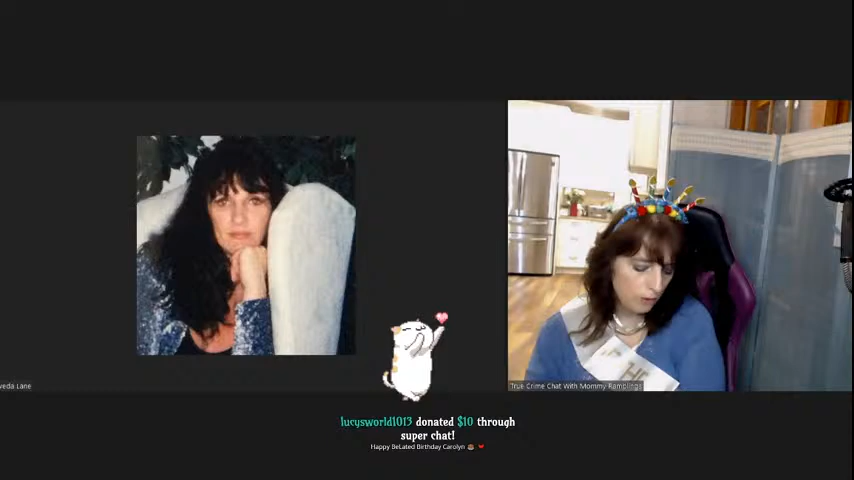 veda Lane
True Crime Chat With Mommy Ramblings
lucysworld1013 donated $10 through
super chat!
Happy BeLated Birthday Carolyn